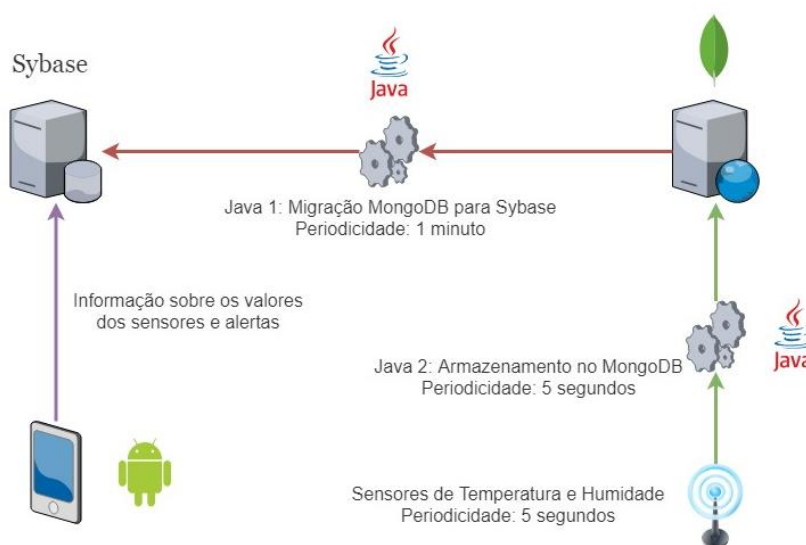 Sybase
Java
Java 1: Migração MongoDB para Sybase
Periodicidade: 1 minuto
Informação sobre os valores
dos sensores e alertas
Java
Java 2: Armazenamento no MongoDB
Periodicidade: 5 segundos
Sensores de Temperatura e Humidade
Periodicidade: 5 segundos